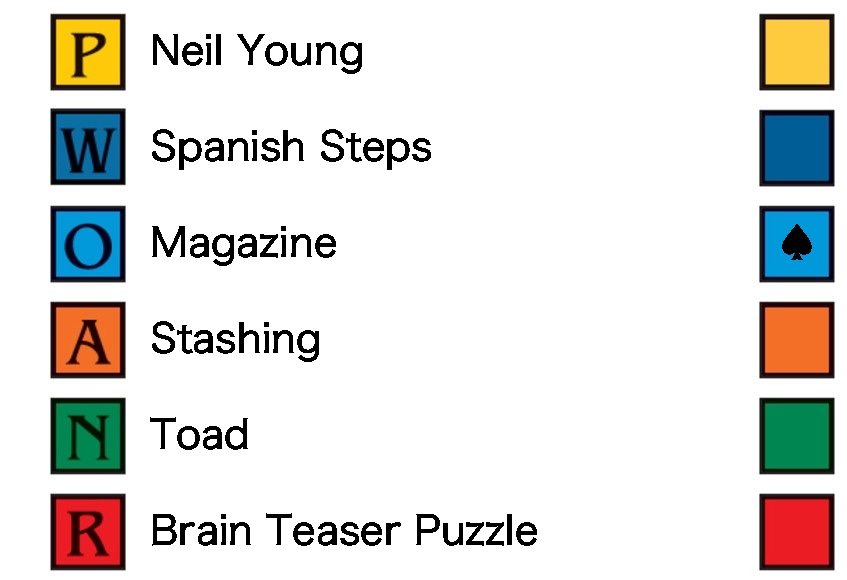 P Neil Young
W Spanish Steps
O Magazine ♠
A Stashing
N Toad
R Brain Teaser Puzzle